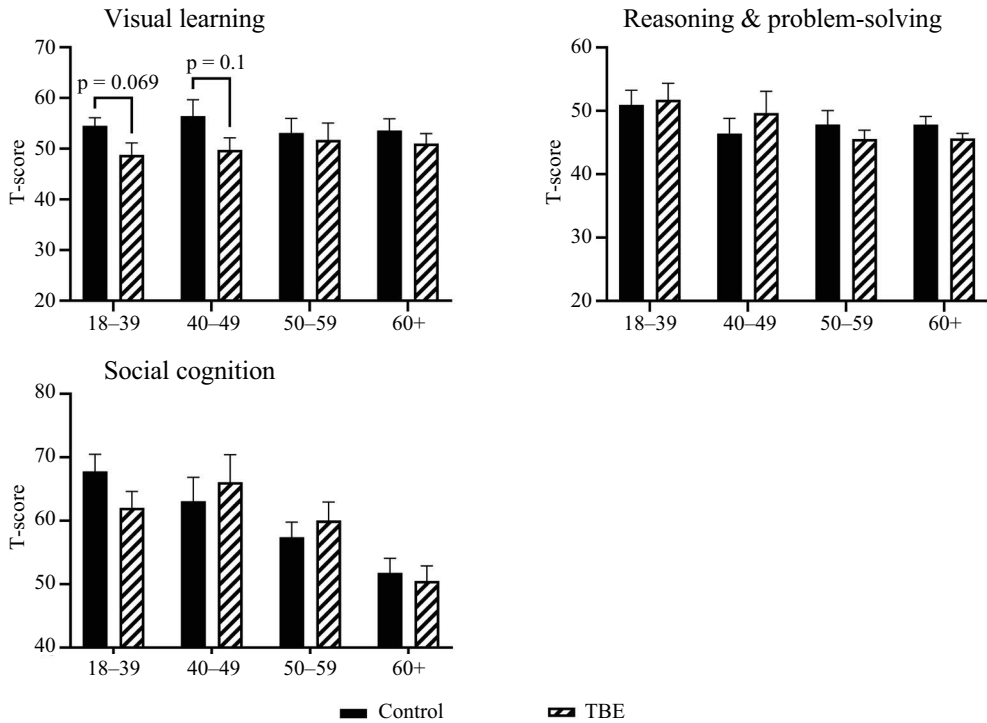 Visual learning
T-score
70
60
50
40
30
20
p = 0.069
p = 0.1
18–39 40–49 50–59 60+
Reasoning & problem-solving
T-score
60
50
40
30
20
18–39 40–49 50–59 60+
Social cognition
T-score
80
70
60
50
40
18–39 40–49 50–59 60+
Control TBE